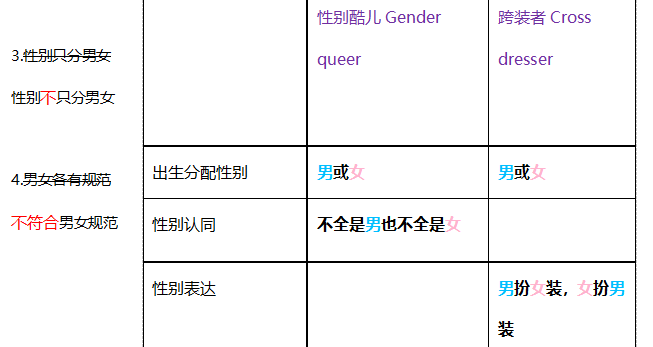 3.性别只分男女
性别不只分男女
4.男女各有规范
不符合男女规范
性别酷儿 Gender
queer
跨装者 Cross
dresser
出生分配性别
男或女
男或女
性别认同
不全是男也不全是女
性别表达
男扮女装，女扮男
装